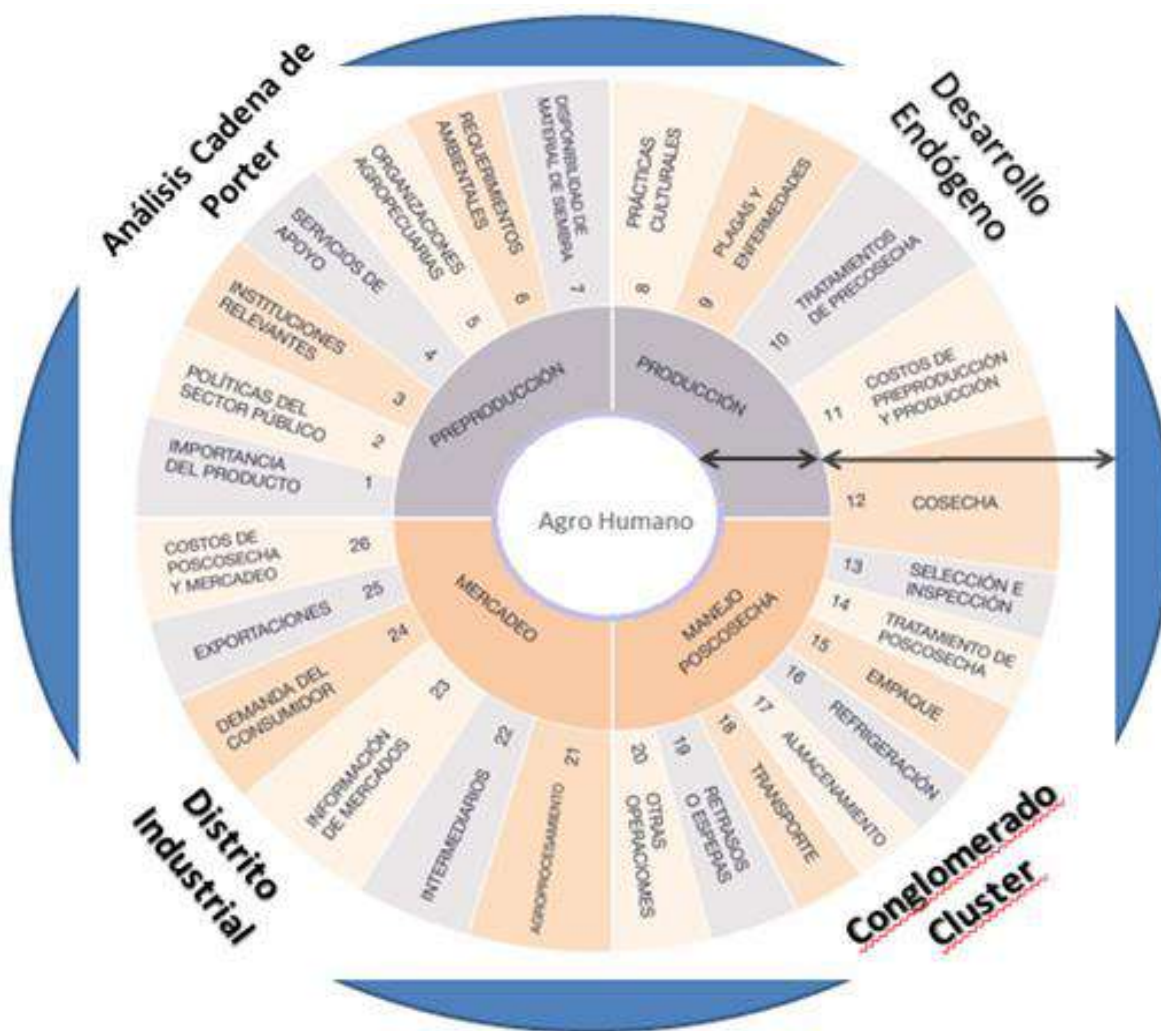 Análisis Cadena de
Porter
Desarrollo
Endógeno
Distrito
Industrial
Conglomerado
Cluster
Agro Humano
PREPRODUCCIÓN
PRODUCCIÓN
MANEJO
POSCOSECHA
MERCADEO
IMPORTANCIA
DEL PRODUCTO
1
POLÍTICAS DEL
SECTOR PÚBLICO
2
INSTITUCIONES
RELEVANTES
3
SERVICIOS DE
APOYO
4
ORGANIZACIONES
AGROPECUARIAS
5
REQUERIMIENTOS
AMBIENTALES
6
DISPONIBILIDAD DE
MATERIAL DE SIEMBRA
7
PRÁCTICAS
CULTURALES
8
PLAGAS Y
ENFERMEDADES
9
TRATAMIENTOS
DE PRECOSECHA
10
COSTOS DE
PREPRODUCCIÓN
Y PRODUCCIÓN
11
12
COSECHA
13
SELECCIÓN E
INSPECCIÓN
14
TRATAMIENTO DE
POSCOSECHA
15
EMPAQUE
16
REFRIGERACIÓN
17
ALMACENAMIENTO
18
TRANSPORTE
19
RETRASOS
O ESPERAS
20
OTRAS
OPERACIOMES
21
AGROPROCESAMIENTO
22
INTERMEDIARIOS
23
INFORMACIÓN
DE MERCADOS
24
DEMANDA DEL
CONSUMIDOR
25
EXPORTACIONES
26
COSTOS DE
POSCOSECHA
Y MERCADEO